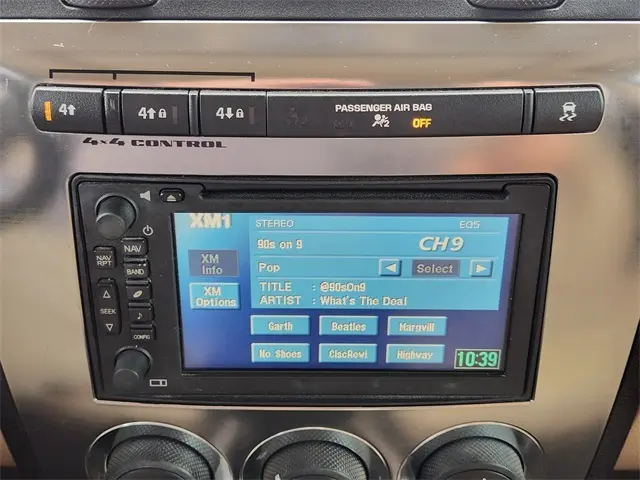 4↑
4↑
4↓
PASSENGER AIR BAG
2
OFF
4x4 CONTROL
XM1
STEREO
EQ5
90s on 9
CH 9
XM Info
Pop
Select
XM Options
TITLE : @90sOn9
ARTIST : What's The Deal
Garth
Beatles
Margvill
No Shoes
ClscRewi
Highway
10:39
NAV
NAV RPT
BAND
SEEK
CONFIG